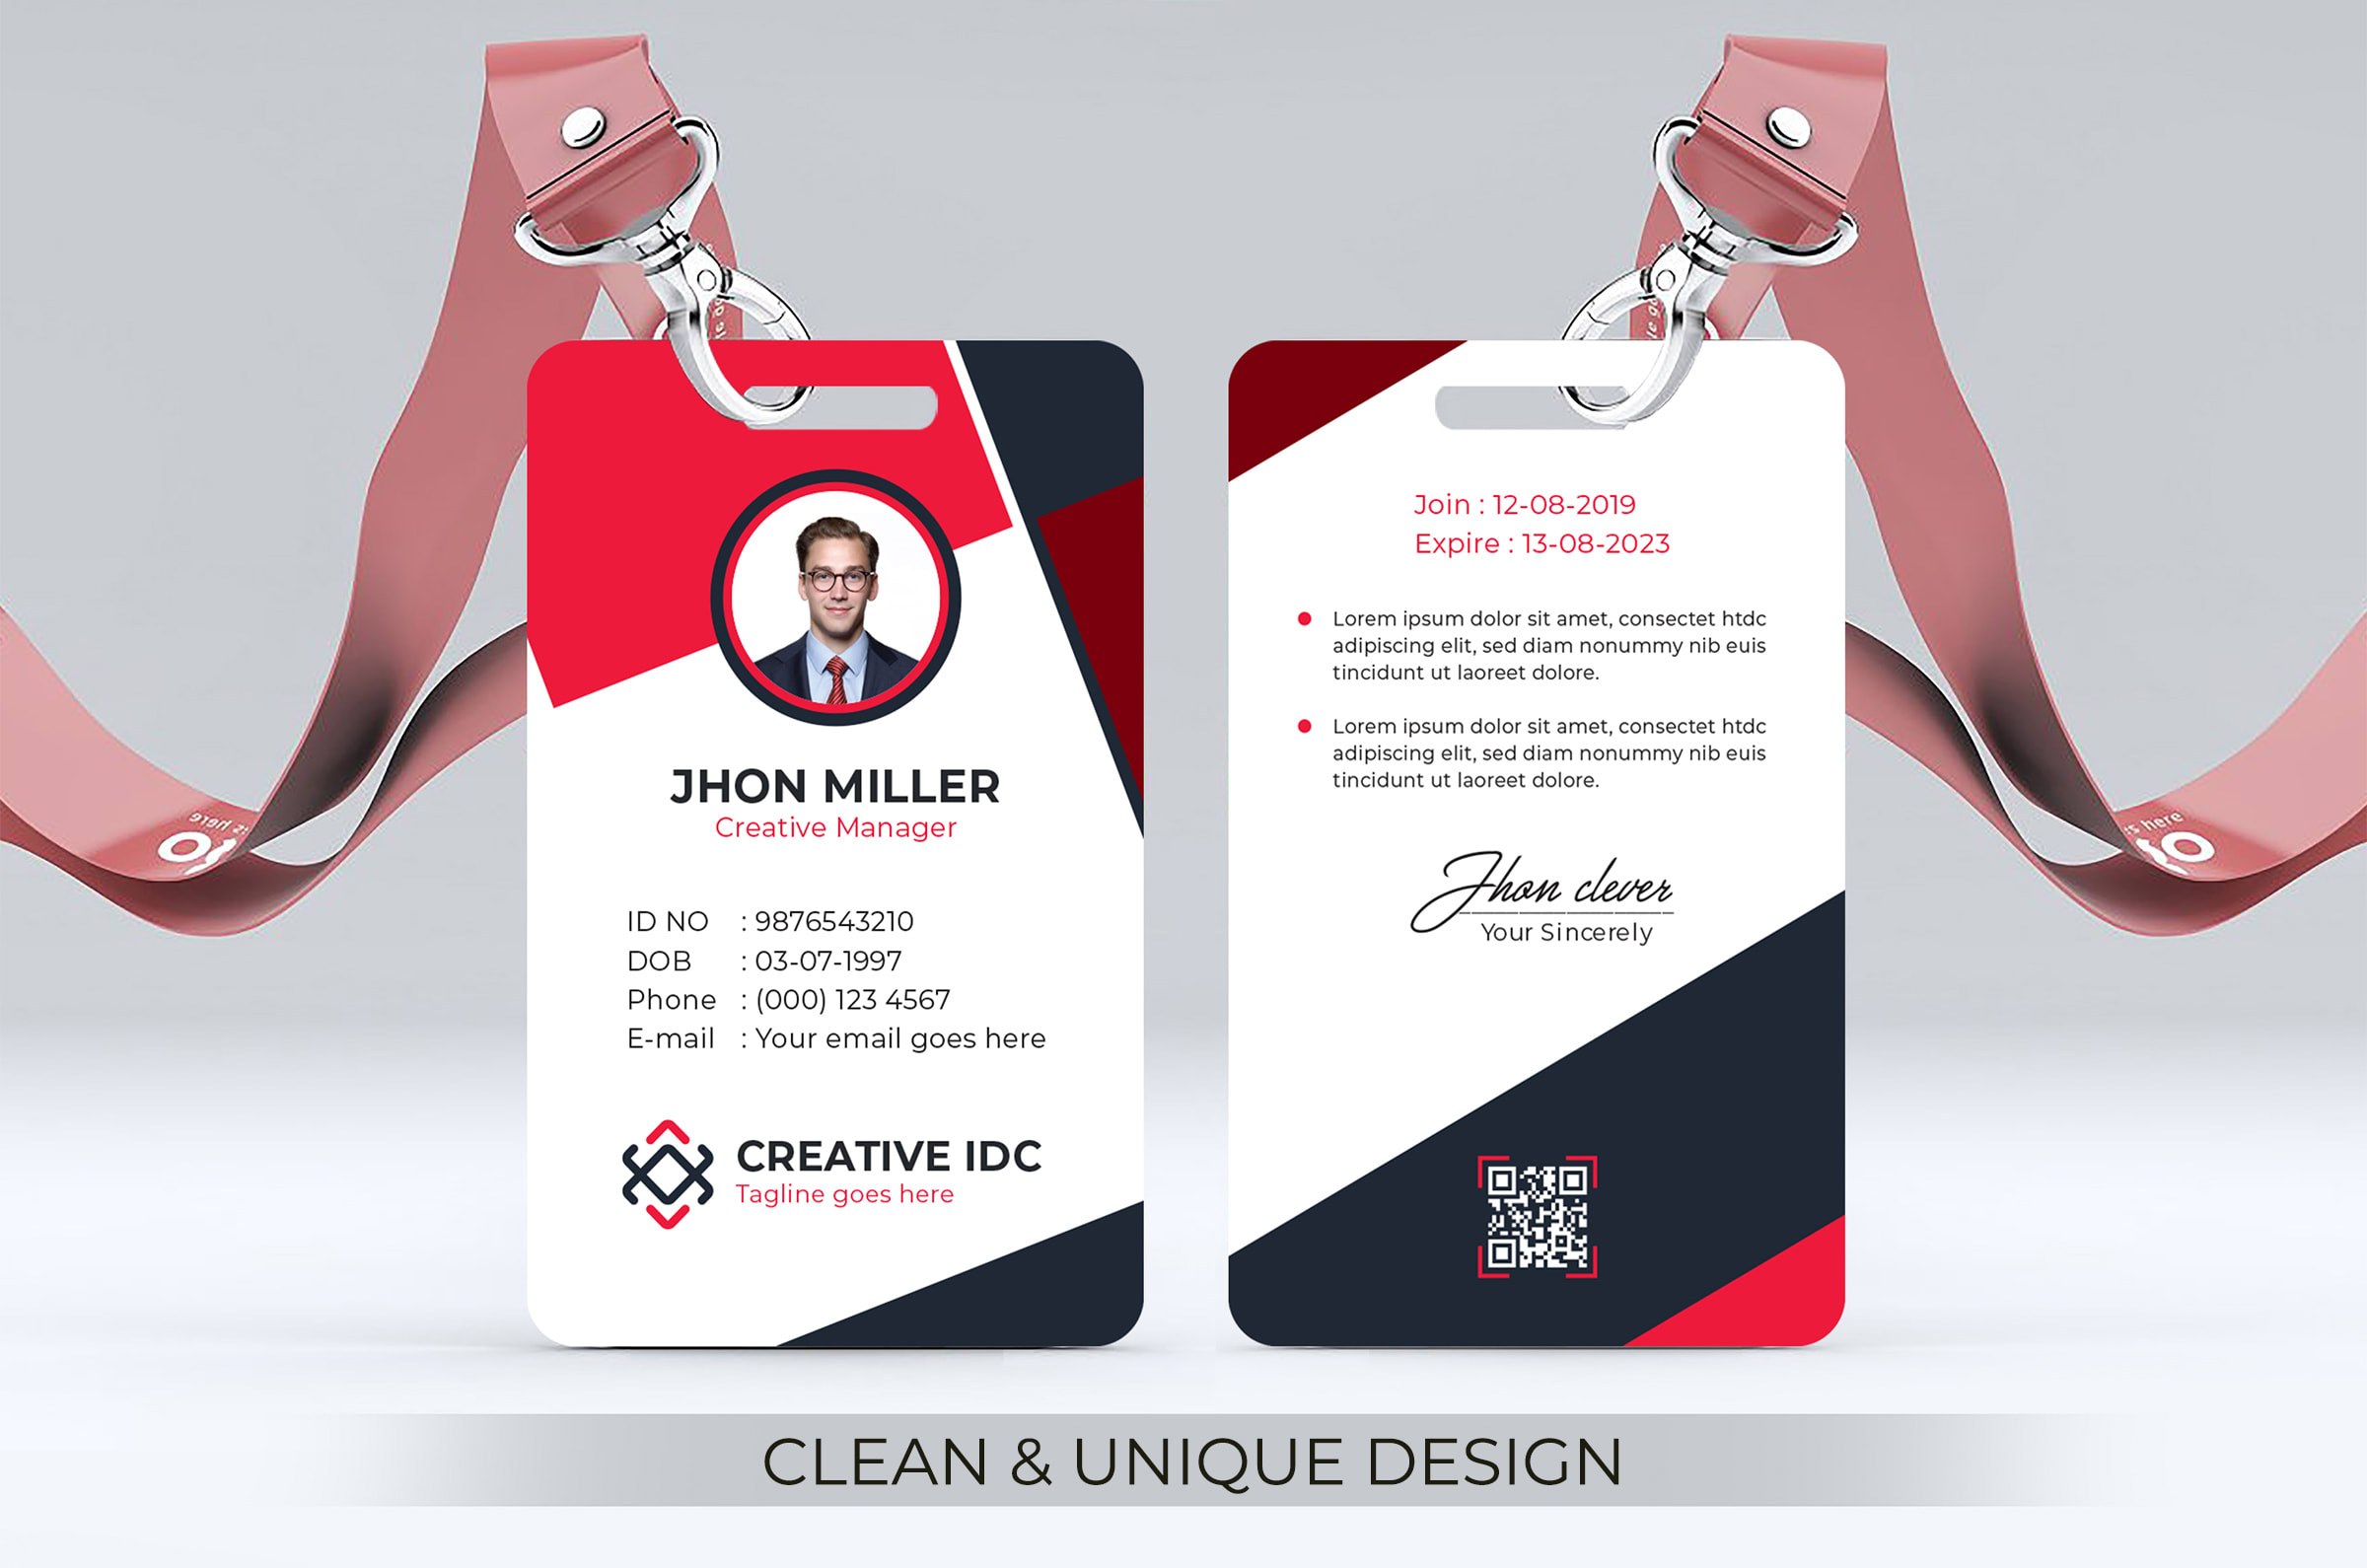 JHON MILLER
Creative Manager
ID NO : 9876543210
DOB : 03-07-1997
Phone : (000) 123 4567
E-mail : Your email goes here
CREATIVE IDC
Tagline goes here
Join : 12-08-2019
Expire : 13-08-2023
Lorem ipsum dolor sit amet, consectet htdc
adipiscing elit, sed diam nonummy nib euis
tincidunt ut laoreet dolore.
Lorem ipsum dolor sit amet, consectet htdc
adipiscing elit, sed diam nonummy nib euis
tincidunt ut laoreet dolore.
Jhon clever
Your Sincerely
here
here
CLEAN & UNIQUE DESIGN